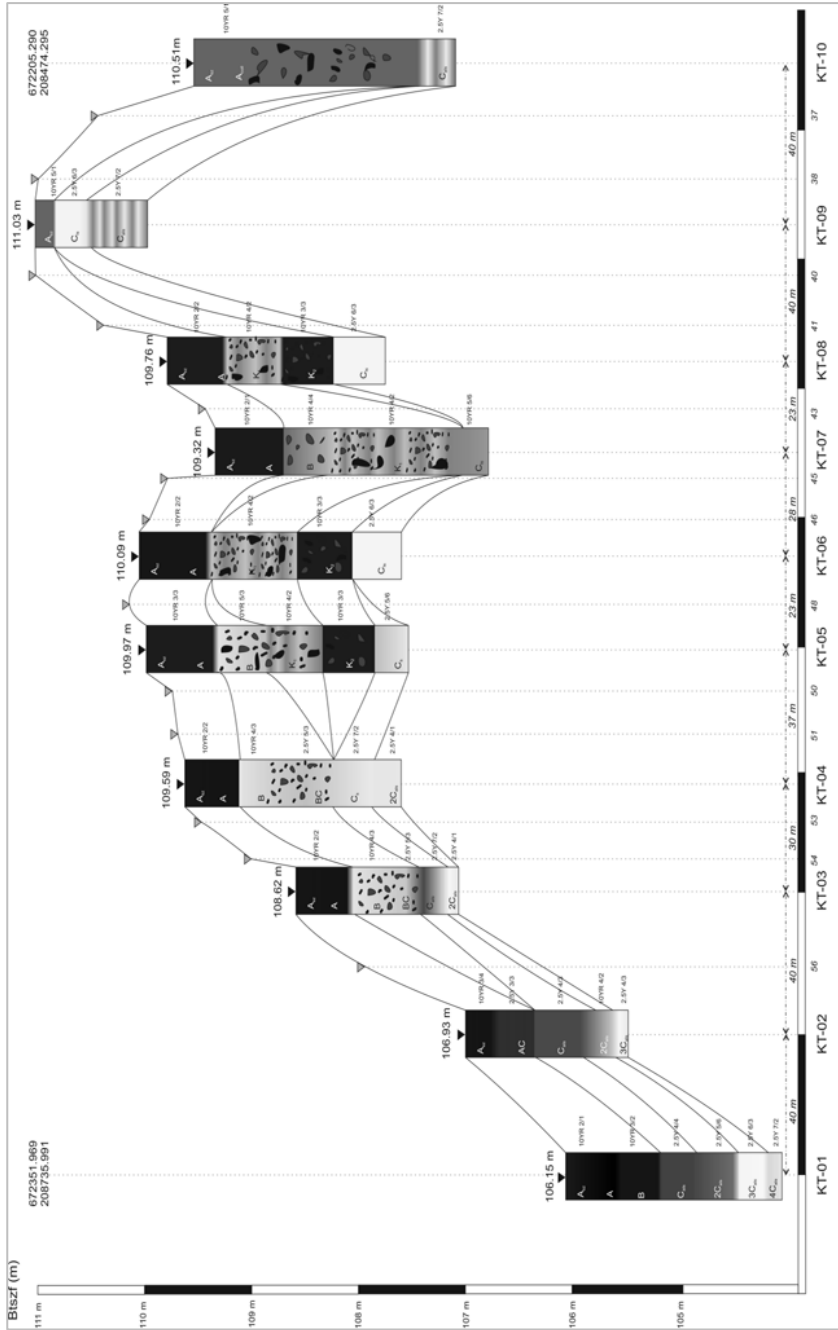 Btszf (m)
111 m
110 m
109 m
108 m
107 m
106 m
105 m
672351.969
208735.991
106.15 m
A
A
B
C
2C
3C
4C
10YR 2/1
10YR 3/2
2.5Y 4/4
2.5Y 5/6
2.5Y 6/3
2.5Y 7/2
KT-01
40 m
106.93 m
A
AC
C
2C
3C
10YR 3/4
2.5Y 3/3
2.5Y 4/3
10YR 4/2
2.5Y 4/3
KT-02
40 m
56
108.62 m
A
A
B
BC
C
2C
10YR 2/2
10YR 4/3
2.5Y 5/3
2.5Y 7/2
2.5Y 4/1
KT-03
30 m
54
53
109.59 m
A
A
B
BC
C
2C
10YR 2/2
10YR 4/3
2.5Y 5/3
2.5Y 7/2
2.5Y 4/1
KT-04
37 m
51
50
109.97 m
A
A
B
K
K
C
10YR 3/3
10YR 5/3
10YR 4/2
10YR 3/3
2.5Y 5/6
KT-05
23 m
48
110.09 m
A
A
K
K
C
10YR 2/2
10YR 4/2
10YR 3/3
2.5Y 6/3
KT-06
28 m
46
45
109.32 m
A
A
B
K
C
10YR 2/1
10YR 4/4
10YR 4/2
10YR 5/6
KT-07
23 m
43
109.76 m
A
A
K
K
C
10YR 2/2
10YR 4/2
10YR 3/3
2.5Y 6/3
KT-08
40 m
41
40
111.03 m
A
C
C
10YR 5/1
2.5Y 6/3
2.5Y 7/2
KT-09
40 m
38
37
672205.290
208474.295
110.51m
A
A
C
10YR 5/1
2.5Y 7/2
KT-10